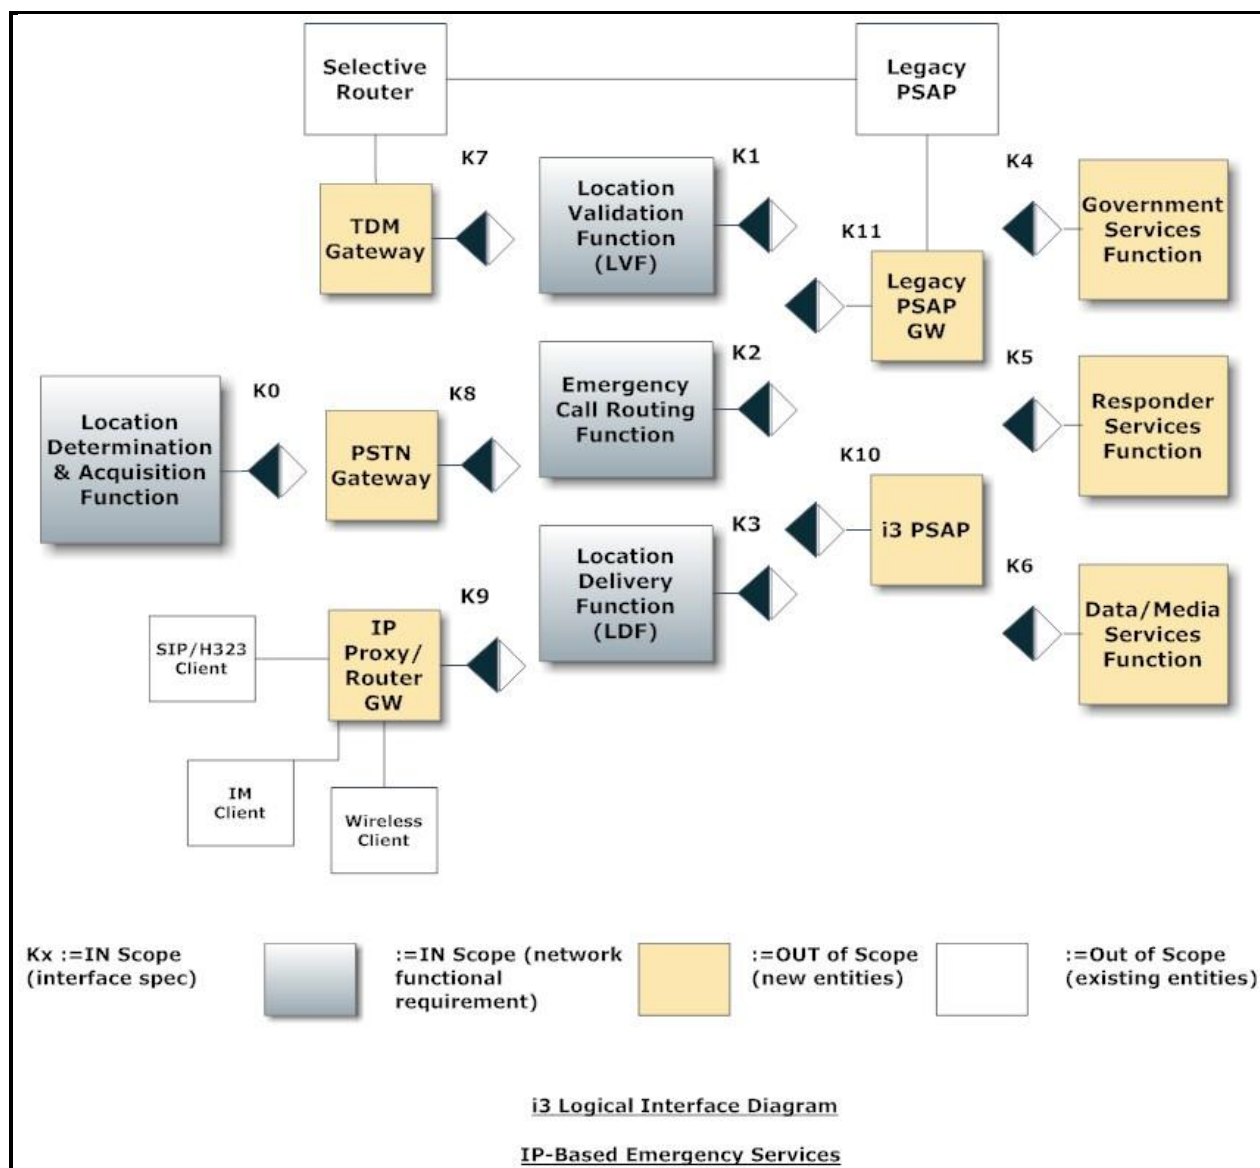 Selective
Router
Legacy
PSAP
K7
K1
K4
TDM
Gateway
Location
Validation
Function
(LVF)
K11
Legacy
PSAP
GW
Government
Services
Function
K0
K8
K2
K5
Location
Determination
& Acquisition
Function
PSTN
Gateway
Emergency
Call Routing
Function
K10
i3 PSAP
Responder
Services
Function
K9
K3
K6
SIP/H323
Client
IP
Proxy/
Router
GW
Location
Delivery
Function
(LDF)
Data/Media
Services
Function
IM
Client
Wireless
Client
Kx :=IN Scope
(interface spec)
:=IN Scope (network
functional
requirement)
:=OUT of Scope
(new entities)
:=Out of Scope
(existing entities)
i3 Logical Interface Diagram
IP-Based Emergency Services